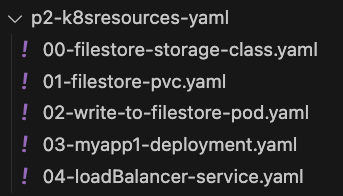 p2-k8sresources-yaml
! 00-filestore-storage-class.yaml
! 01-filestore-pvc.yaml
! 02-write-to-filestore-pod.yaml
! 03-myapp1-deployment.yaml
! 04-loadBalancer-service.yaml